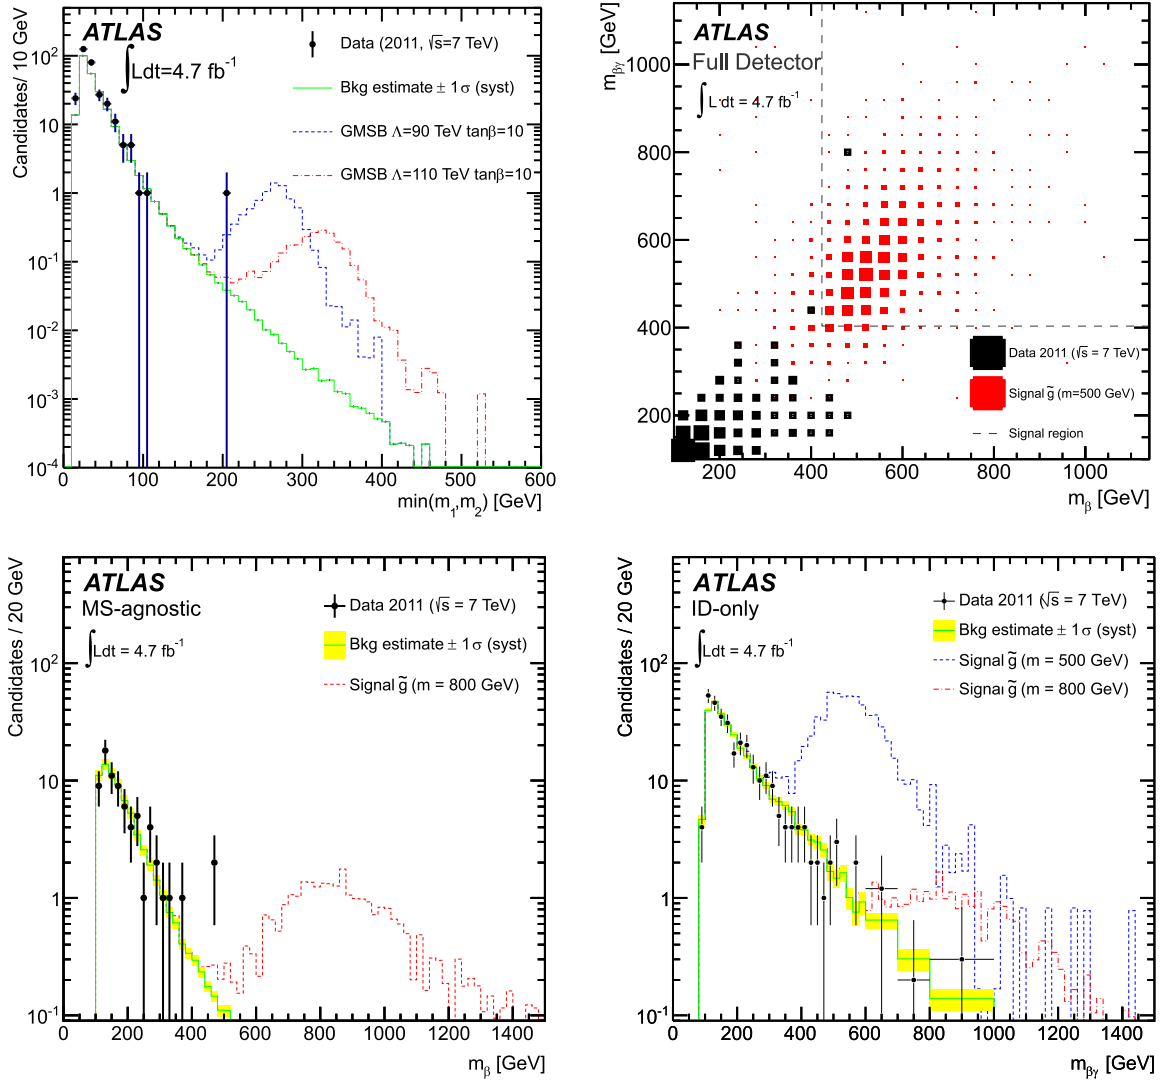 ATLAS
∫Ldt=4.7 fb⁻¹
Data (2011, √s=7 TeV)
Bkg estimate ± 1σ (syst)
GMSB Λ=90 TeV tanβ=10
GMSB Λ=110 TeV tanβ=10
Candidates/ 10 GeV
10²
10
1
10⁻¹
10⁻²
10⁻³
10⁻⁴
0 100 200 300 400 500 600
min(m₁,m₂) [GeV]
ATLAS
Full Detector
∫L dt = 4.7 fb⁻¹
m_βγ [GeV]
1000
800
600
400
200
Data 2011 (√s = 7 TeV)
Signal g̃ (m=500 GeV)
Signal region
200 400 600 800 1000
m_β [GeV]
ATLAS
MS-agnostic
∫Ldt = 4.7 fb⁻¹
Data 2011 (√s = 7 TeV)
Bkg estimate ± 1σ (syst)
Signal g̃ (m = 800 GeV)
Candidates / 20 GeV
10²
10
1
10⁻¹
0 200 400 600 800 1000 1200 1400
m_β [GeV]
ATLAS
ID-only
∫Ldt = 4.7 fb⁻¹
Data 2011 (√s = 7 TeV)
Bkg estimate ± 1σ (syst)
Signal g̃ (m = 500 GeV)
Signal g̃ (m = 800 GeV)
Candidates / 20 GeV
10²
10
1
10⁻¹
0 200 400 600 800 1000 1200 1400
m_βγ [GeV]